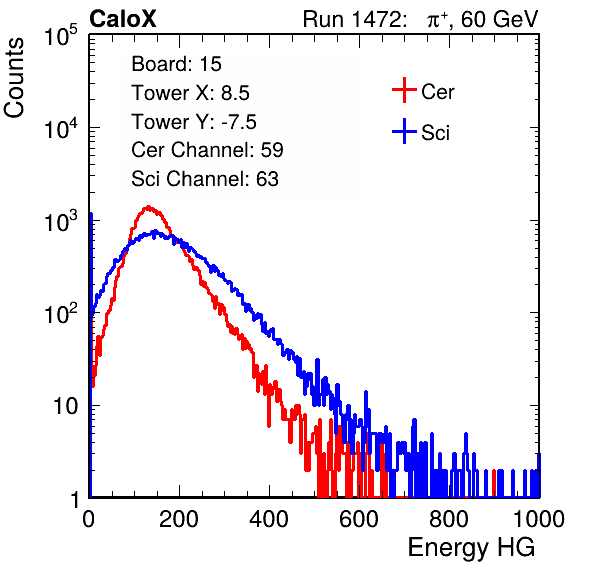 CaloX Run 1472: π⁺, 60 GeV
Counts
Board: 15
Tower X: 8.5
Tower Y: -7.5
Cer Channel: 59
Sci Channel: 63
Cer
Sci
10⁵
10⁴
10³
10²
10
1
0 200 400 600 800 1000
Energy HG